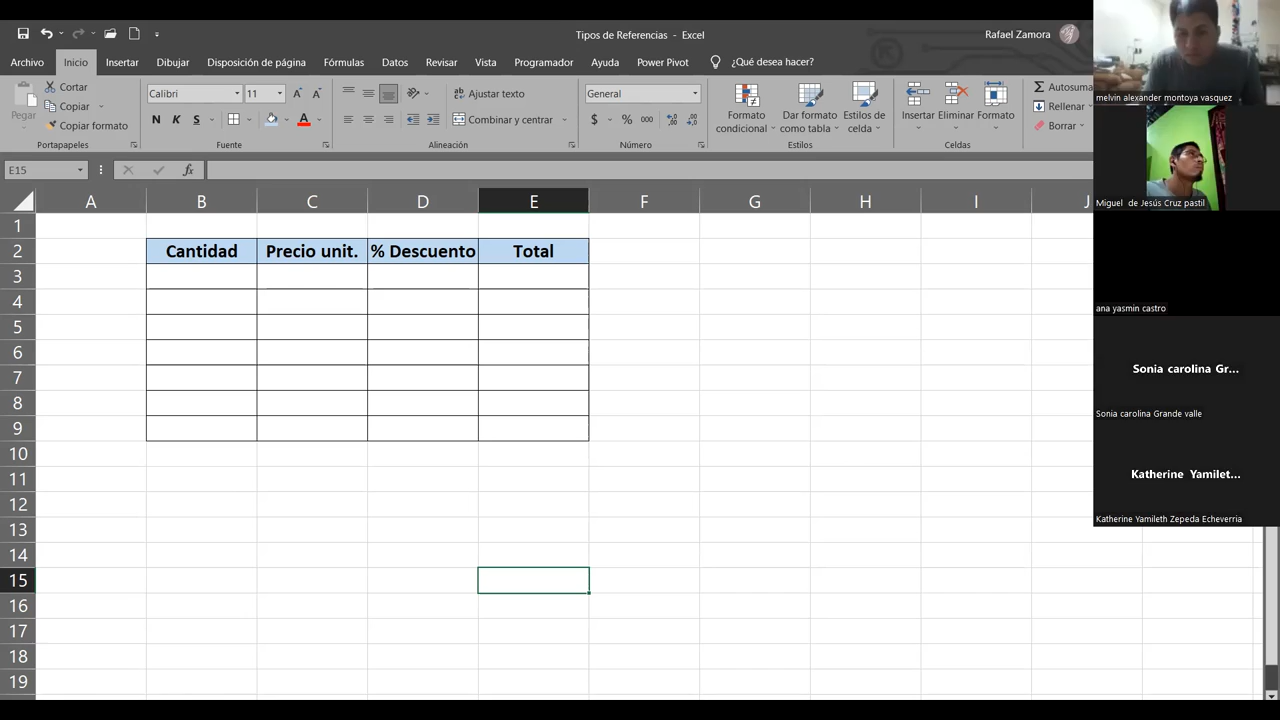 Tipos de Referencias - Excel
Rafael Zamora
Archivo Inicio Insertar Dibujar Disposición de página Fórmulas Datos Revisar Vista Programador Ayuda Power Pivot ¿Qué desea hacer?
Pegar
Cortar
Copiar
Copiar formato
Portapapeles
Calibri 11
N K S
Fuente
Ajustar texto
Combinar y centrar
Alineación
General
$ % 000
Número
Formato condicional
Dar formato como tabla
Estilos de celda
Estilos
Insertar Eliminar Formato
Celdas
Autosuma
Rellenar
Borrar
E15 fx
A B C D E F G H I J
1
2 Cantidad Precio unit. % Descuento Total
3
4
5
6
7
8
9
10
11
12
13
14
15
16
17
18
19
melvin alexander montoya vasquez
Miguel de Jesús Cruz pastil
ana yasmin castro
Sonia carolina Gr...
Sonia carolina Grande valle
Katherine Yamilet...
Katherine Yamileth Zepeda Echeverria